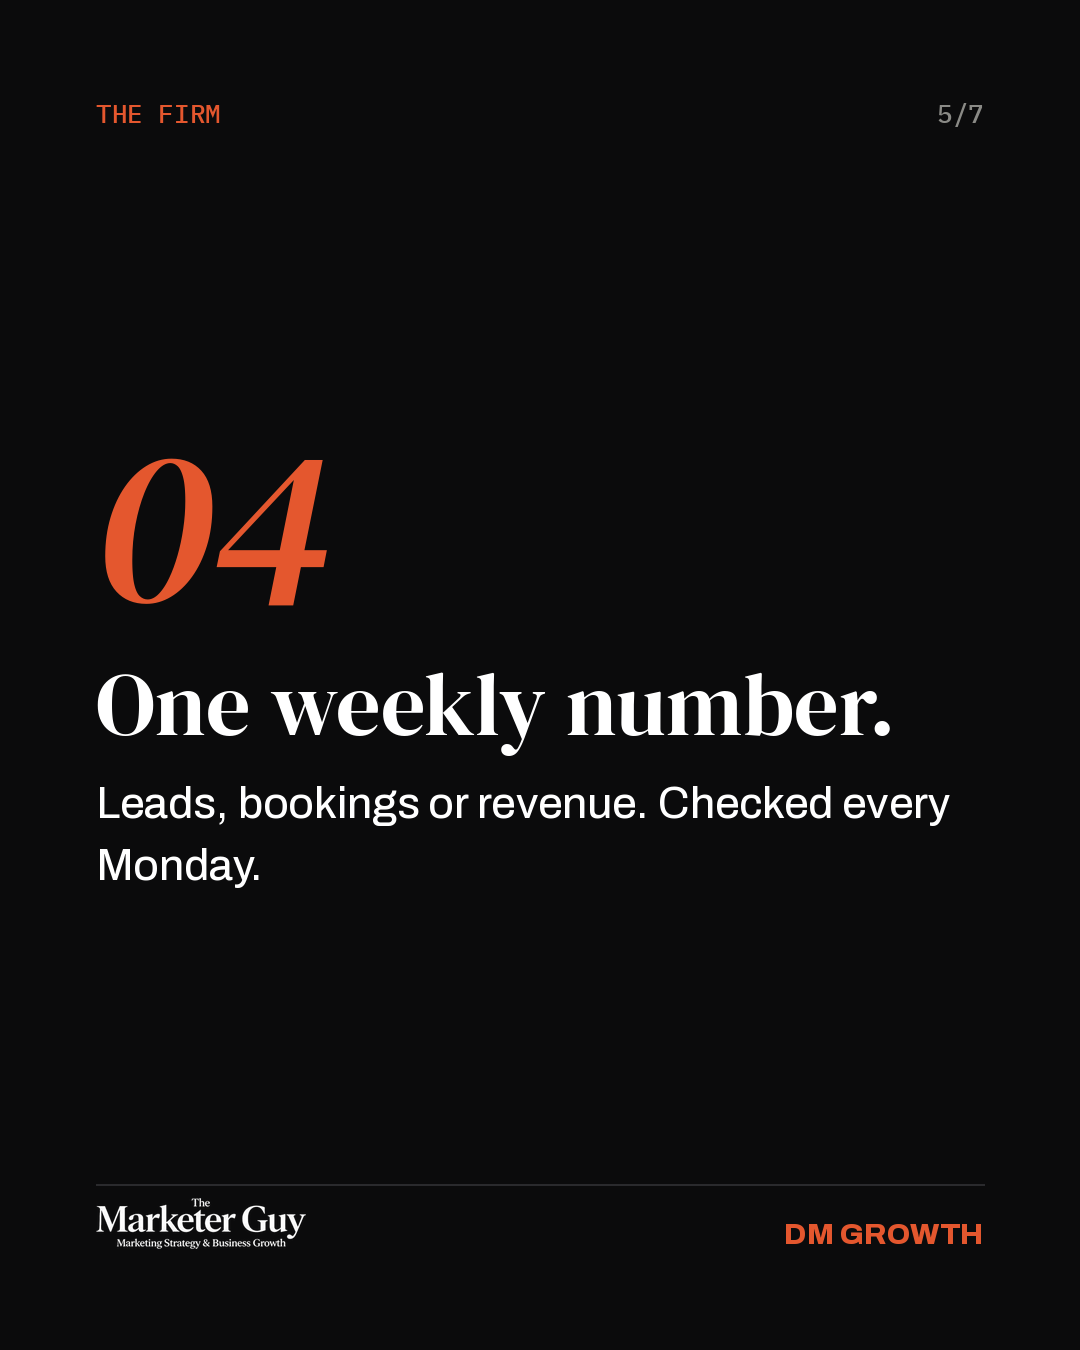 THE FIRM
5/7
04
One weekly number.
Leads, bookings or revenue. Checked every
Monday.
The
Marketer Guy
Marketing Strategy & Business Growth
DM GROWTH